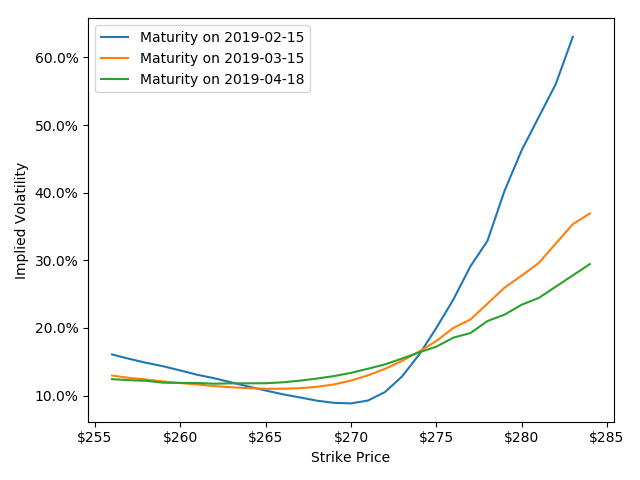 Maturity on 2019-02-15
Maturity on 2019-03-15
Maturity on 2019-04-18
60.0%
50.0%
40.0%
30.0%
20.0%
10.0%
Implied Volatility
$255 $260 $265 $270 $275 $280 $285
Strike Price